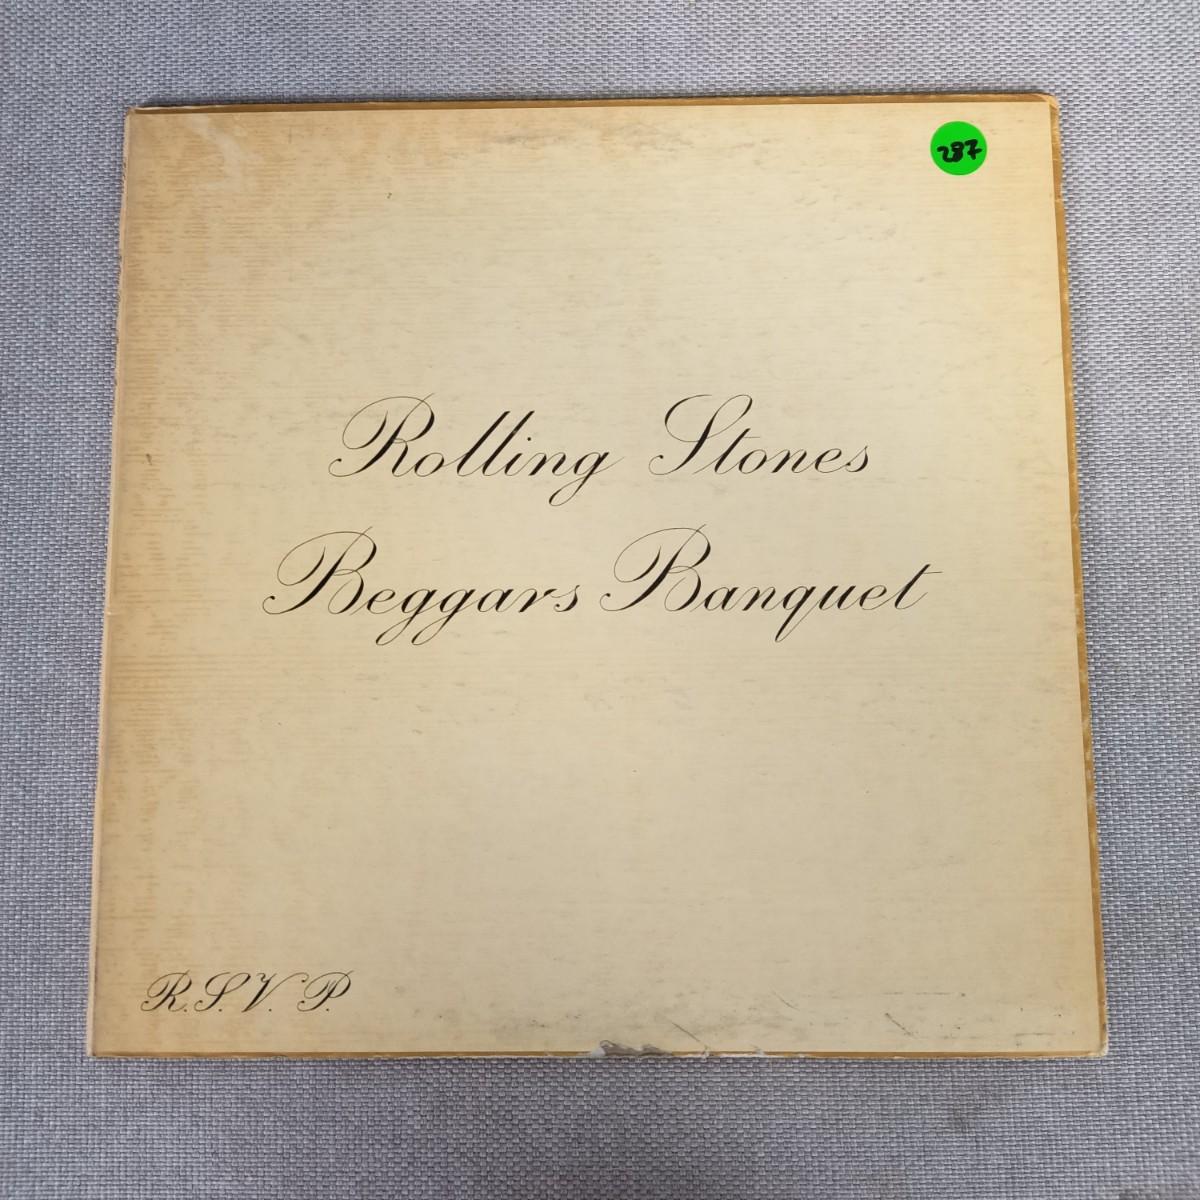 287
Rolling Stones
Beggars Banquet
R.S.V.P.